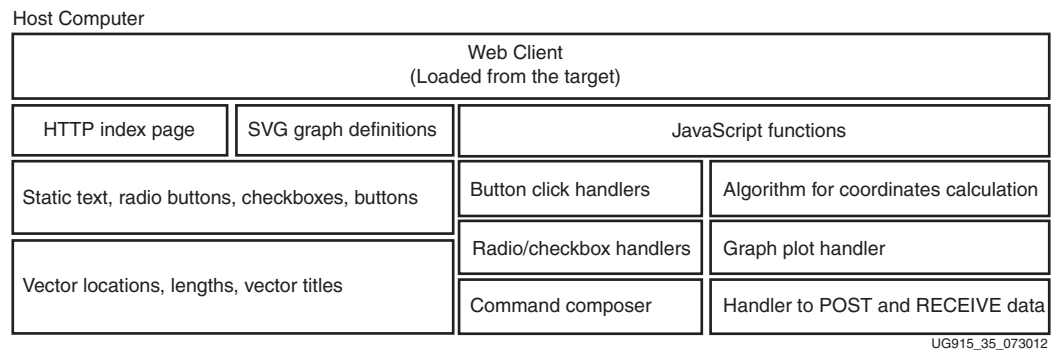 Host Computer
Web Client
(Loaded from the target)
HTTP index page
SVG graph definitions
JavaScript functions
Static text, radio buttons, checkboxes, buttons
Button click handlers
Algorithm for coordinates calculation
Radio/checkbox handlers
Graph plot handler
Vector locations, lengths, vector titles
Command composer
Handler to POST and RECEIVE data
UG915_35_073012